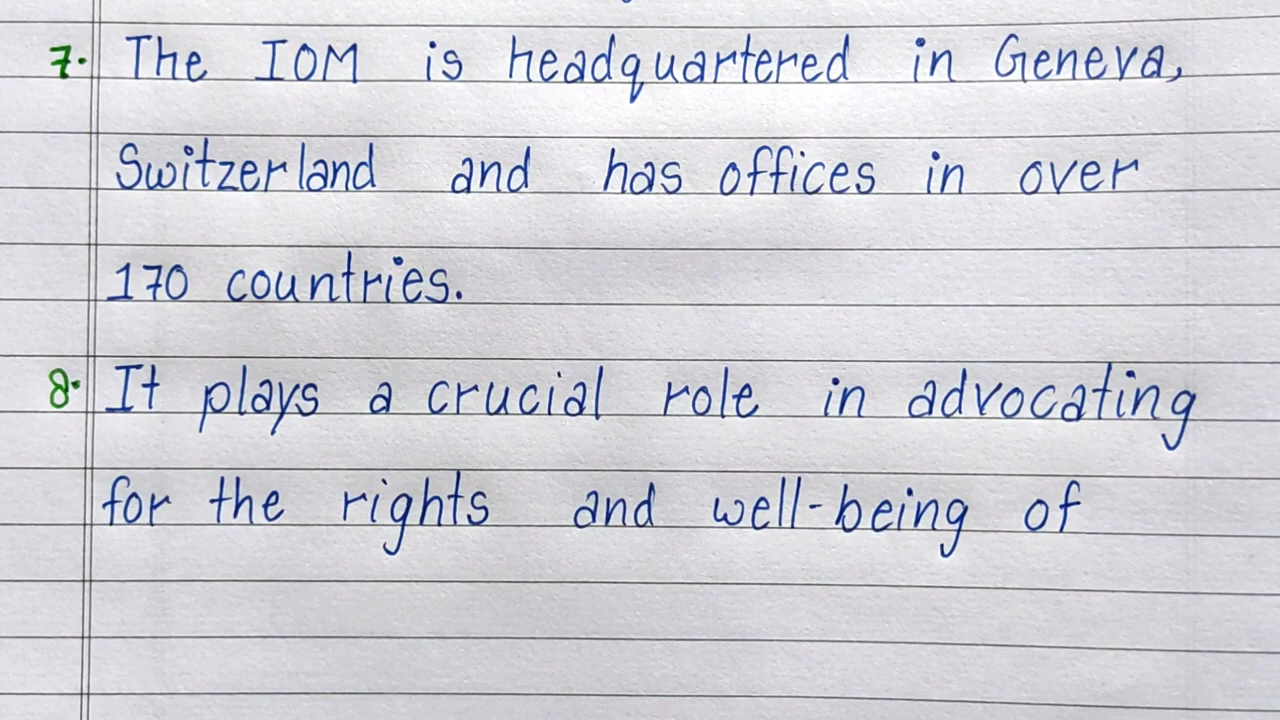 7. The IOM is headquartered in Geneva,
Switzerland and has offices in over
170 countries.
8. It plays a crucial role in advocating
for the rights and well-being of